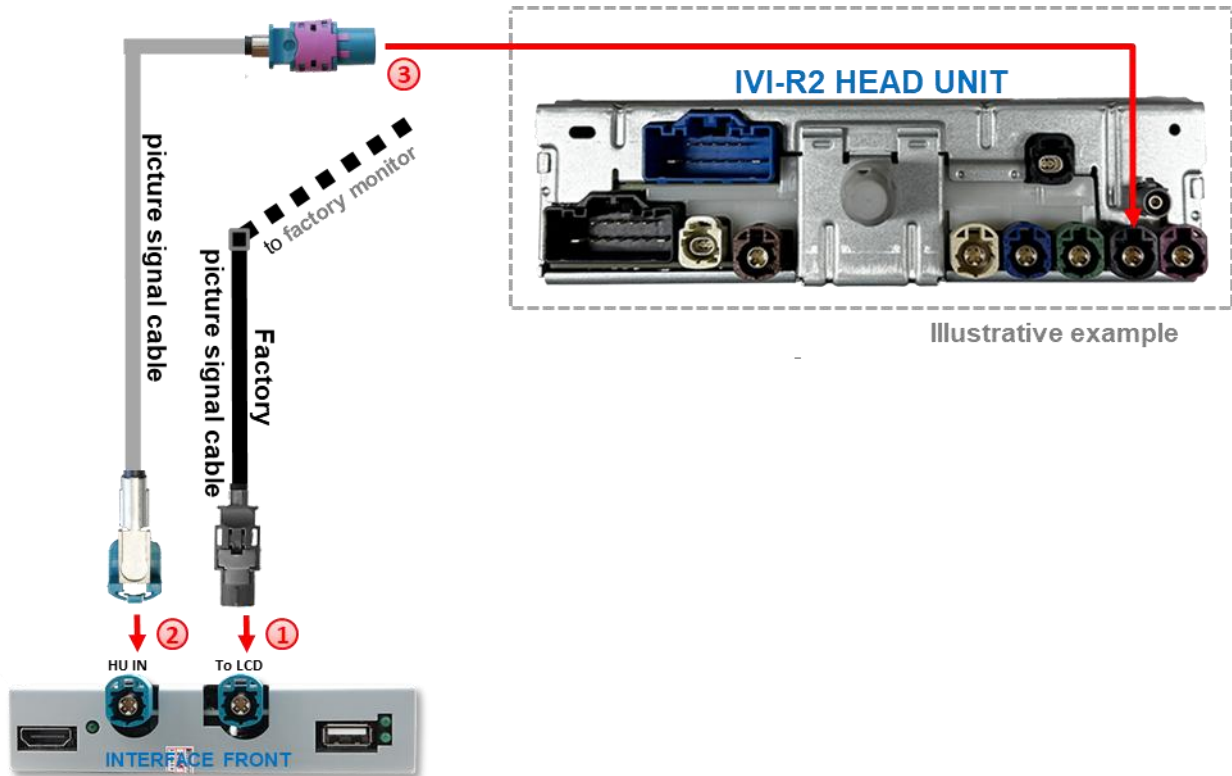 3
IVI-R2 HEAD UNIT
picture signal cable
to factory monitor
Factory
picture signal cable
Illustrative example
2
1
HU IN
To LCD
INTERFACE FRONT